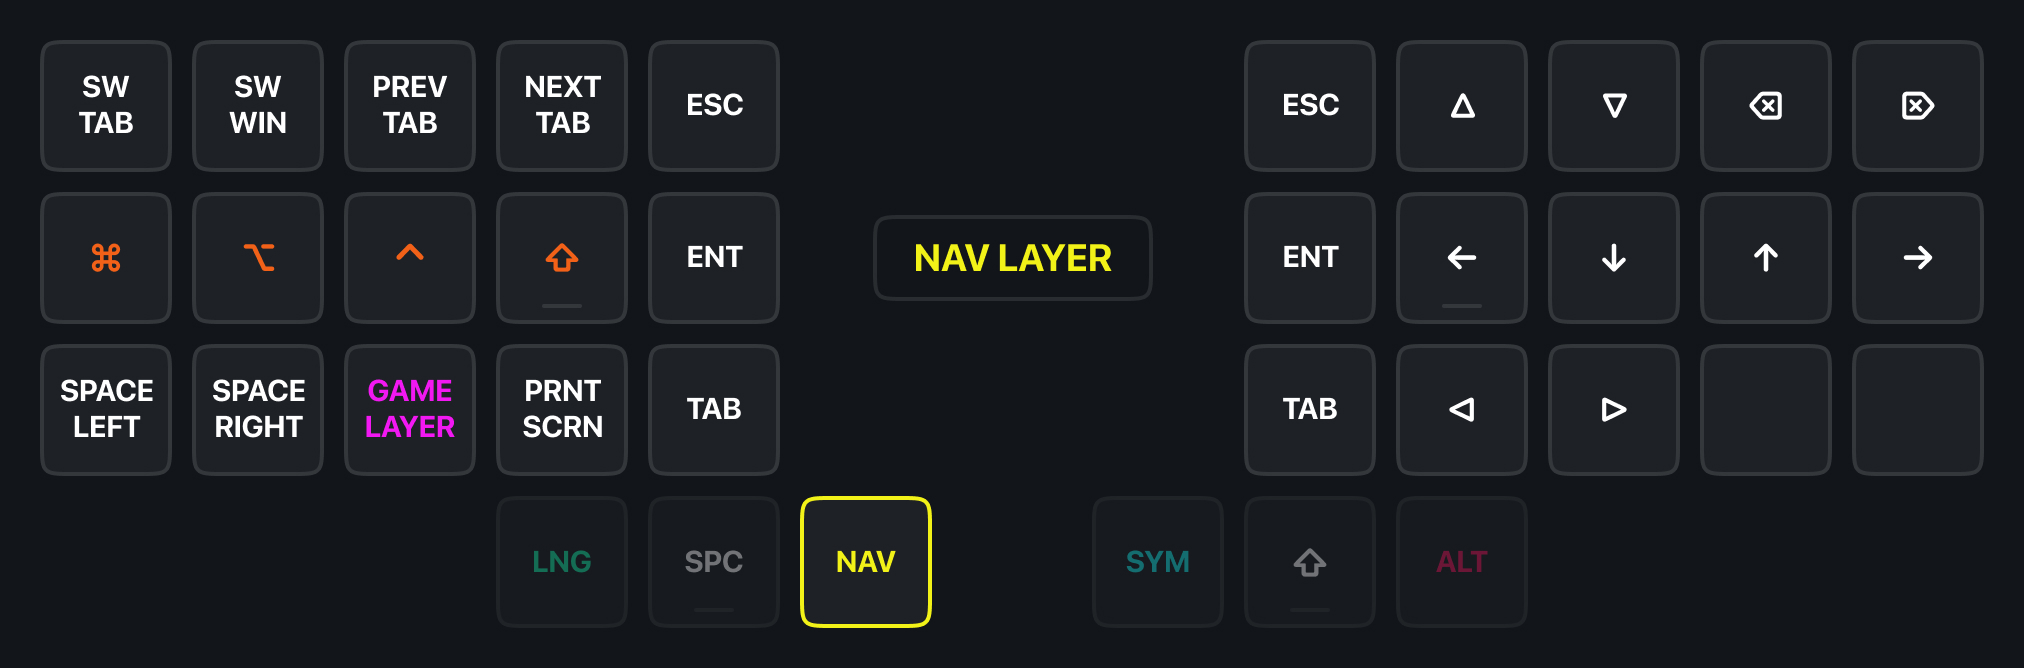 SW
TAB
SW
WIN
PREV
TAB
NEXT
TAB
ESC
ESC
△
▽
⌫
⌦
⌘
⌥
^
⇧
ENT
NAV LAYER
ENT
←
↓
↑
→
SPACE
LEFT
SPACE
RIGHT
GAME
LAYER
PRNT
SCRN
TAB
TAB
◁
▷
LNG
SPC
NAV
SYM
⇧
ALT